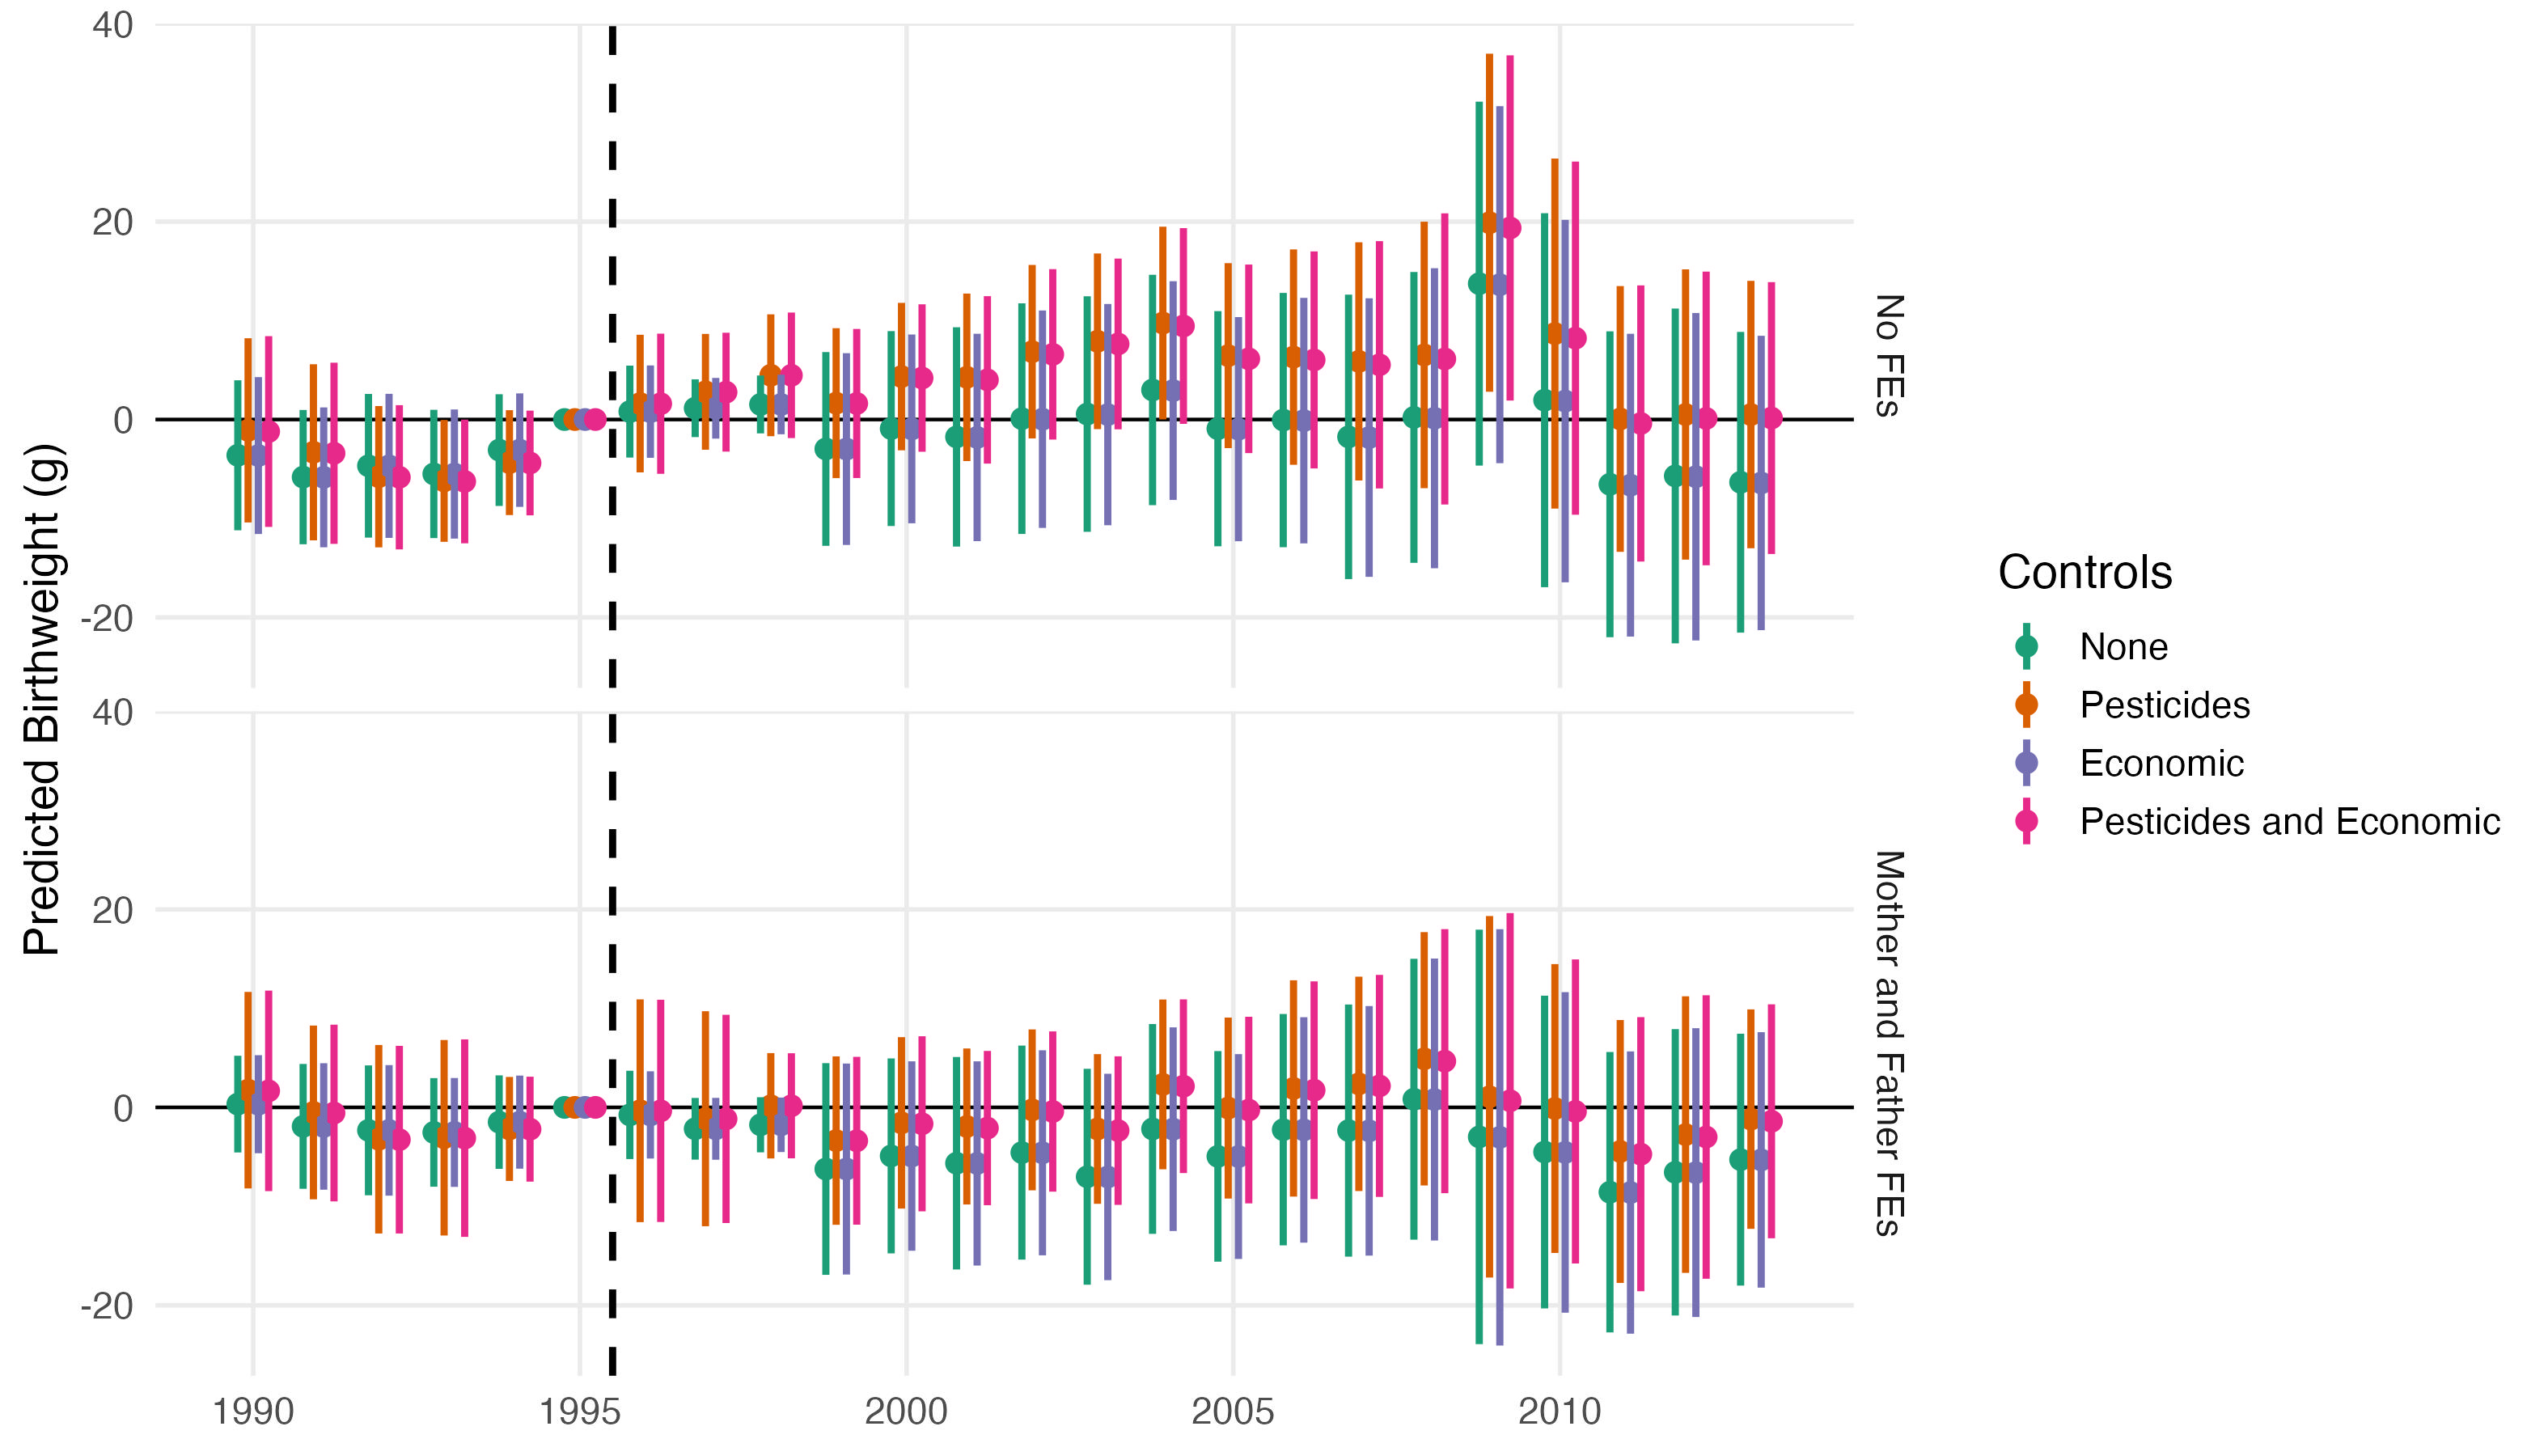 Predicted Birthweight (g)
40
20
0
-20
No FEs
40
20
0
-20
Mother and Father FEs
1990
1995
2000
2005
2010
Controls
None
Pesticides
Economic
Pesticides and Economic